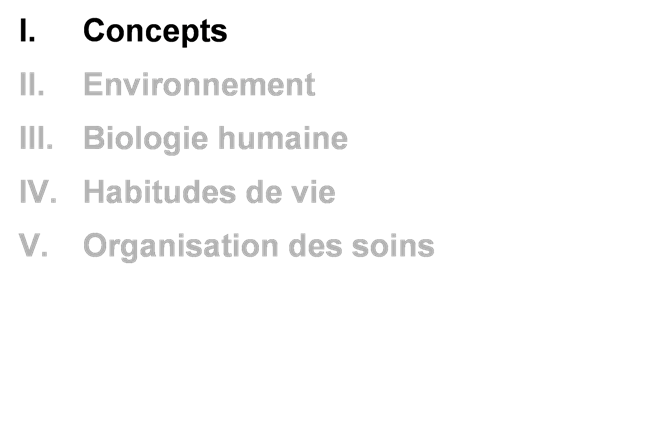 I. Concepts
II. Environnement
III. Biologie humaine
IV. Habitudes de vie
V. Organisation des soins